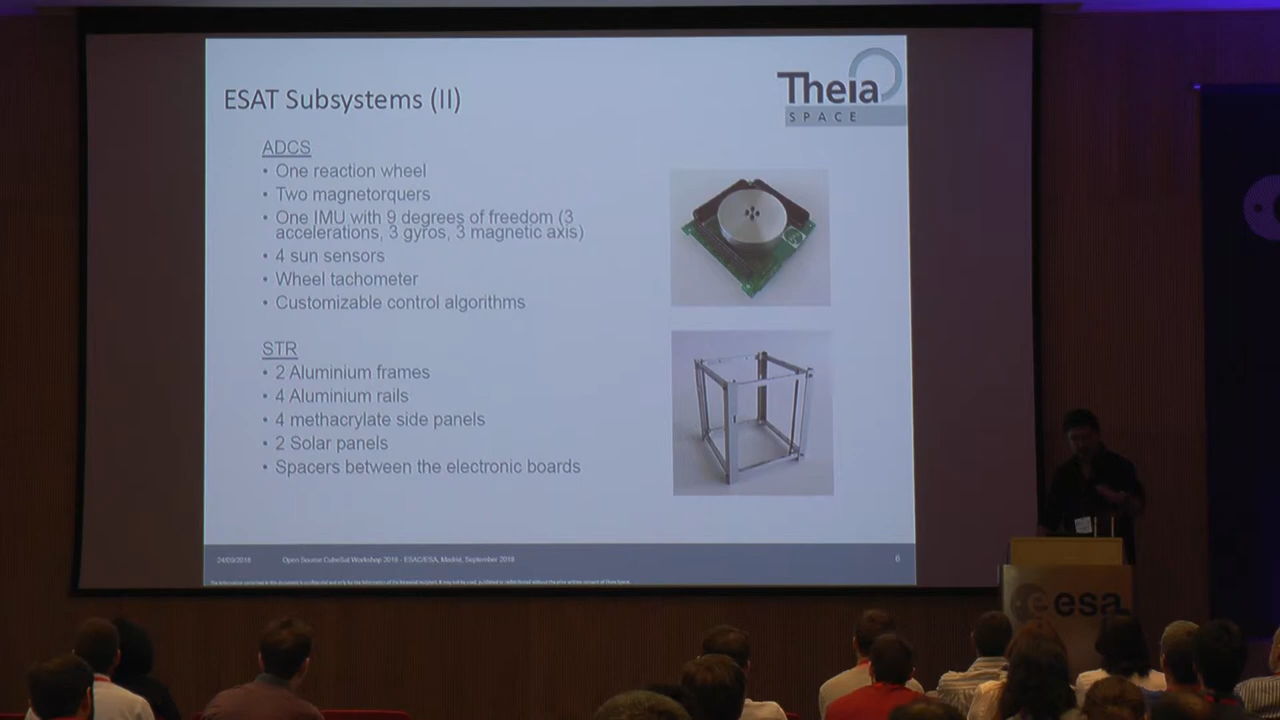 ESAT Subsystems (II)
Theia
SPACE
ADCS
• One reaction wheel
• Two magnetorquers
• One IMU with 9 degrees of freedom (3
accelerations, 3 gyros, 3 magnetic axis)
• 4 sun sensors
• Wheel tachometer
• Customizable control algorithms
STR
• 2 Aluminium frames
• 4 Aluminium rails
• 4 methacrylate side panels
• 2 Solar panels
• Spacers between the electronic boards
24/09/2018 Open Source CubeSat Workshop 2018 - ESAC/ESA, Madrid, September 2018 6
esa